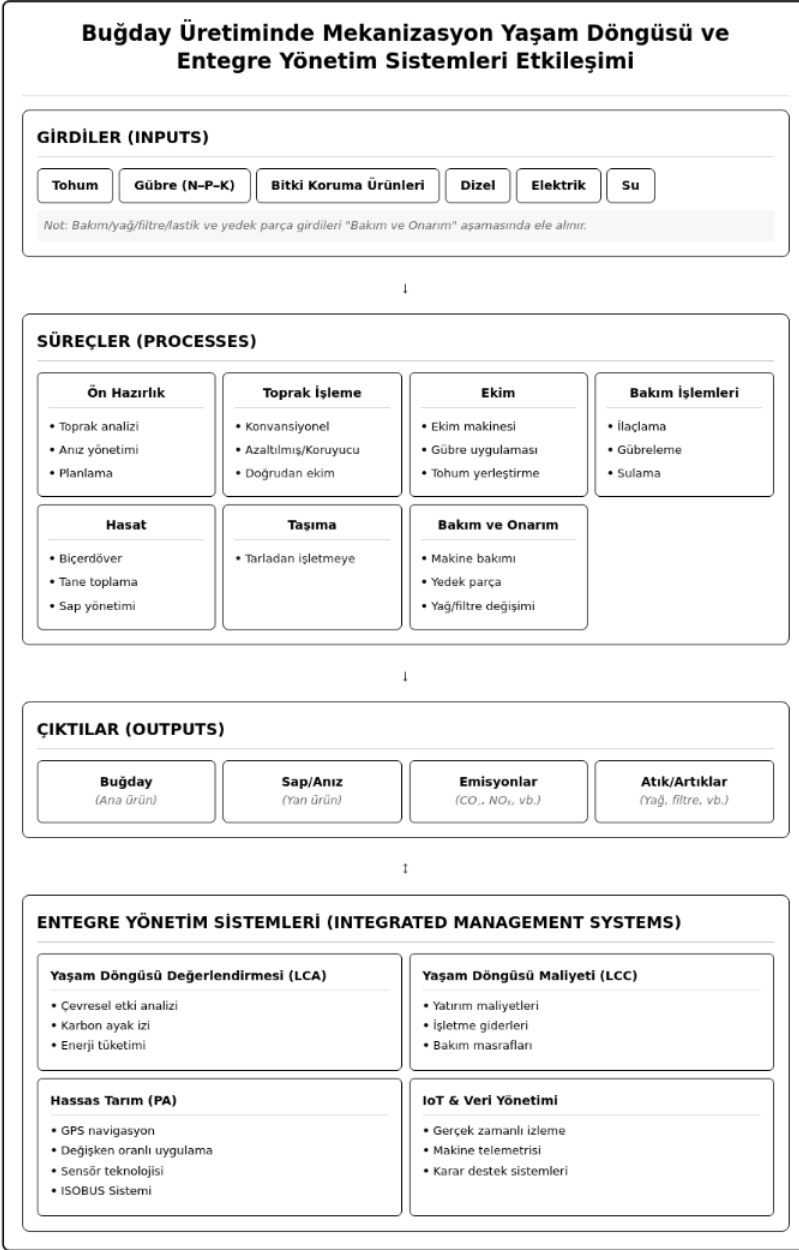 Buğday Üretiminde Mekanizasyon Yaşam Döngüsü ve
Entegre Yönetim Sistemleri Etkileşimi
GİRDİLER (INPUTS)
Tohum
Gübre (N–P–K)
Bitki Koruma Ürünleri
Dizel
Elektrik
Su
Not: Bakım/yağ/filtre/lastik ve yedek parça girdileri "Bakım ve Onarım" aşamasında ele alınır.
↓
SÜREÇLER (PROCESSES)
Ön Hazırlık
• Toprak analizi
• Anız yönetimi
• Planlama
Toprak İşleme
• Konvansiyonel
• Azaltılmış/Koruyucu
• Doğrudan ekim
Ekim
• Ekim makinesi
• Gübre uygulaması
• Tohum yerleştirme
Bakım İşlemleri
• İlaçlama
• Gübreleme
• Sulama
Hasat
• Biçerdöver
• Tane toplama
• Sap yönetimi
Taşıma
• Tarladan işletmeye
Bakım ve Onarım
• Makine bakımı
• Yedek parça
• Yağ/filtre değişimi
↓
ÇIKTILAR (OUTPUTS)
Buğday
(Ana ürün)
Sap/Anız
(Yan ürün)
Emisyonlar
(CO₂, NOₓ, vb.)
Atık/Artıklar
(Yağ, filtre, vb.)
↕
ENTEGRE YÖNETİM SİSTEMLERİ (INTEGRATED MANAGEMENT SYSTEMS)
Yaşam Döngüsü Değerlendirmesi (LCA)
• Çevresel etki analizi
• Karbon ayak izi
• Enerji tüketimi
Yaşam Döngüsü Maliyeti (LCC)
• Yatırım maliyetleri
• İşletme giderleri
• Bakım masrafları
Hassas Tarım (PA)
• GPS navigasyon
• Değişken oranlı uygulama
• Sensör teknolojisi
• ISOBUS Sistemi
IoT & Veri Yönetimi
• Gerçek zamanlı izleme
• Makine telemetrisi
• Karar destek sistemleri